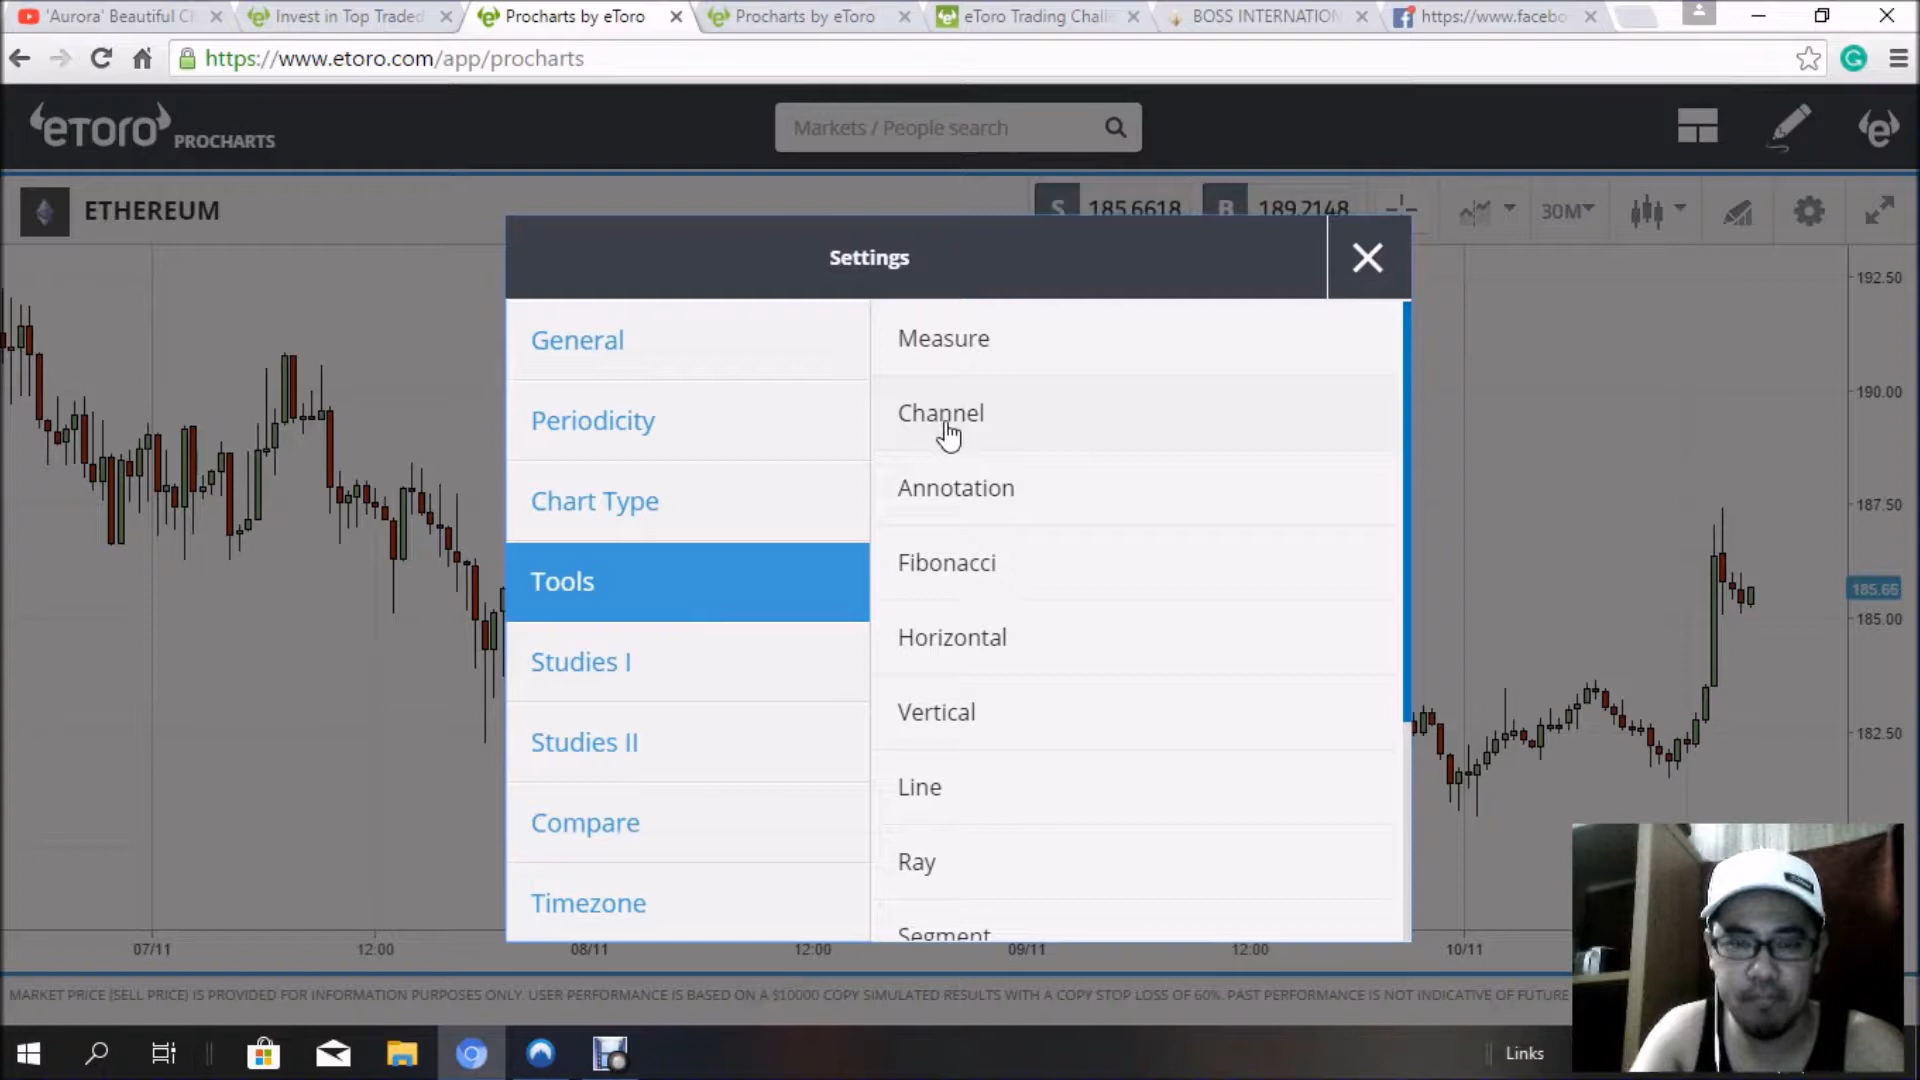 'Aurora' Beautiful C
Invest in Top Traded
Procharts by eToro
Procharts by eToro
eToro Trading Chall
BOSS INTERNATION
https://www.facebo
https://www.etoro.com/app/procharts
eTORO PROCHARTS
Markets / People search
ETHEREUM
S 185.6618
B 189.2148
30M
Settings
General
Periodicity
Chart Type
Tools
Studies I
Studies II
Compare
Timezone
Measure
Channel
Annotation
Fibonacci
Horizontal
Vertical
Line
Ray
Segment
192.50
190.00
187.50
185.65
185.00
182.50
07/11
12:00
08/11
12:00
09/11
12:00
10/11
MARKET PRICE (SELL PRICE) IS PROVIDED FOR INFORMATION PURPOSES ONLY. USER PERFORMANCE IS BASED ON A $10000 COPY SIMULATED RESULTS WITH A COPY STOP LOSS OF 60%. PAST PERFORMANCE IS NOT INDICATIVE OF FUTURE
Links